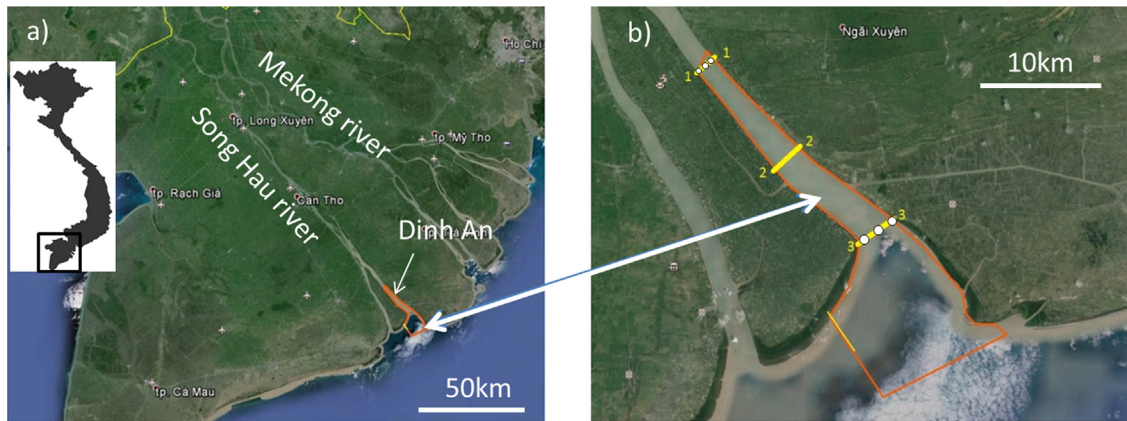 a)
Ho Chi
Mekong river
Song Hau river
tp. Long Xuyên
tp. Mỹ Tho
tp. Rạch Giá
Cần Tho
Dinh An
tp. Cà Mau
50km
b)
Ngãi Xuyên
10km
1
1
2
2
3
3